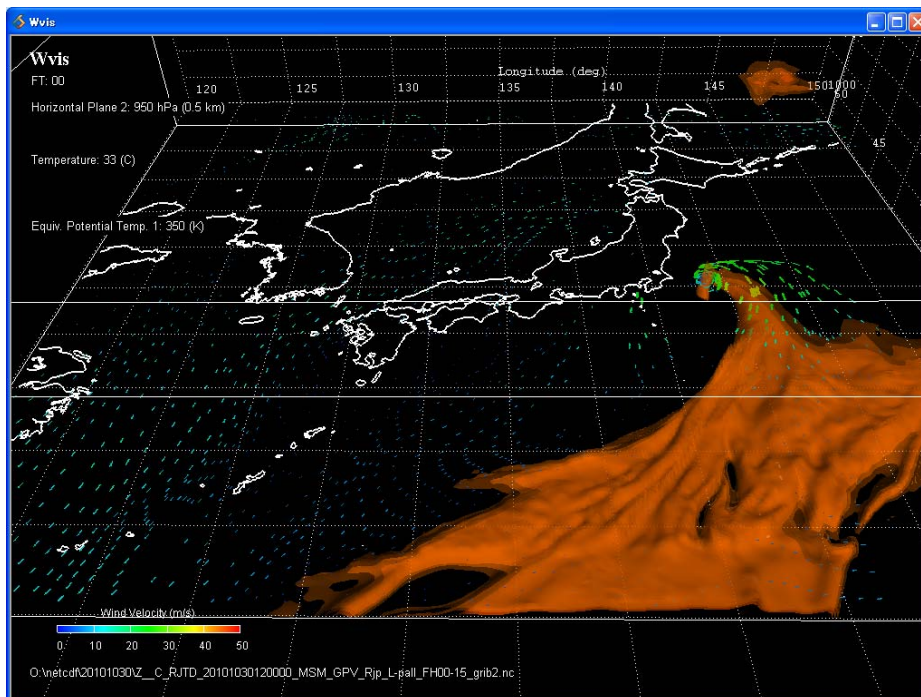 Wvis
Wvis
FT: 00
Longitude (deg)
120 125 130 135 140 145 150 1000
50
Horizontal Plane 2: 950 hPa (0.5 km)
45
Temperature: 33 (C)
Equiv. Potential Temp. 1: 350 (K)
Wind Velocity (m/s)
0 10 20 30 40 50
O:\netcdf\20101030\Z__C_RJTD_20101030120000_MSM_GPV_Rjp_L-pall_FH00-15_grib2.nc